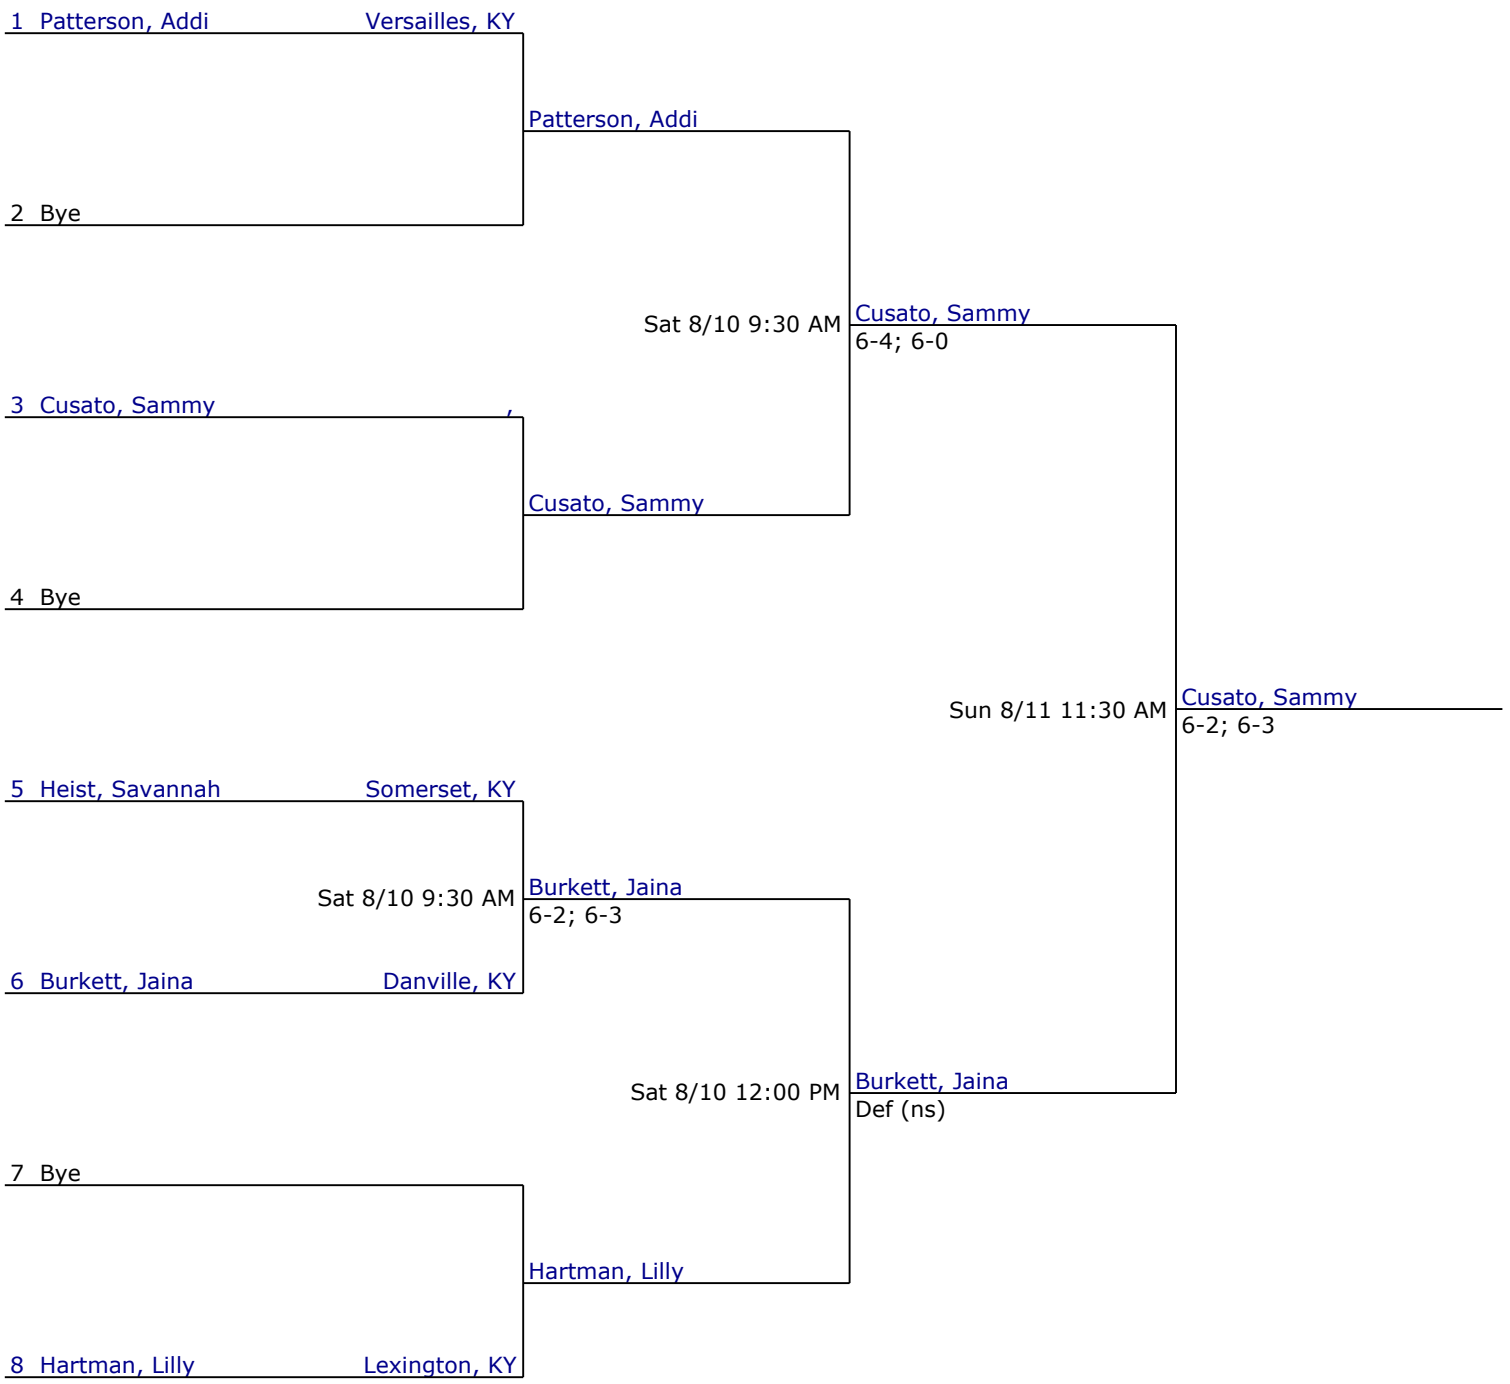 1 Patterson, Addi Versailles, KY
Patterson, Addi
2 Bye
Sat 8/10 9:30 AM
Cusato, Sammy
6-4; 6-0
3 Cusato, Sammy ,
Cusato, Sammy
4 Bye
Sun 8/11 11:30 AM
Cusato, Sammy
6-2; 6-3
5 Heist, Savannah Somerset, KY
Sat 8/10 9:30 AM
Burkett, Jaina
6-2; 6-3
6 Burkett, Jaina Danville, KY
Sat 8/10 12:00 PM
Burkett, Jaina
Def (ns)
7 Bye
Hartman, Lilly
8 Hartman, Lilly Lexington, KY